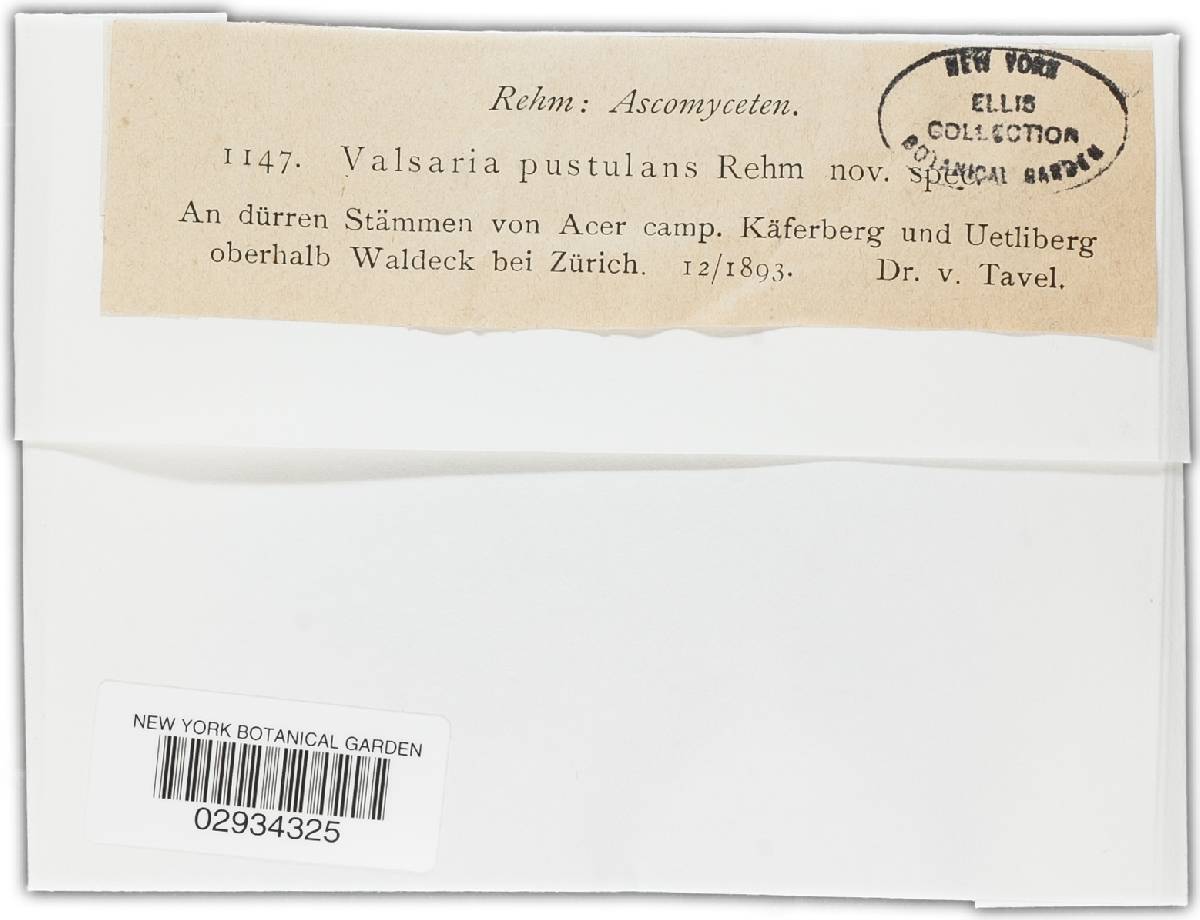 Rehm: Ascomyceten.
NEW YORK
ELLIS
COLLECTION
BOTANICAL GARDEN
1147. Valsaria pustulans Rehm nov. spec.
An dürren Stämmen von Acer camp. Käferberg und Uetliberg
oberhalb Waldeck bei Zürich. 12/1893. Dr. v. Tavel.
NEW YORK BOTANICAL GARDEN
02934325